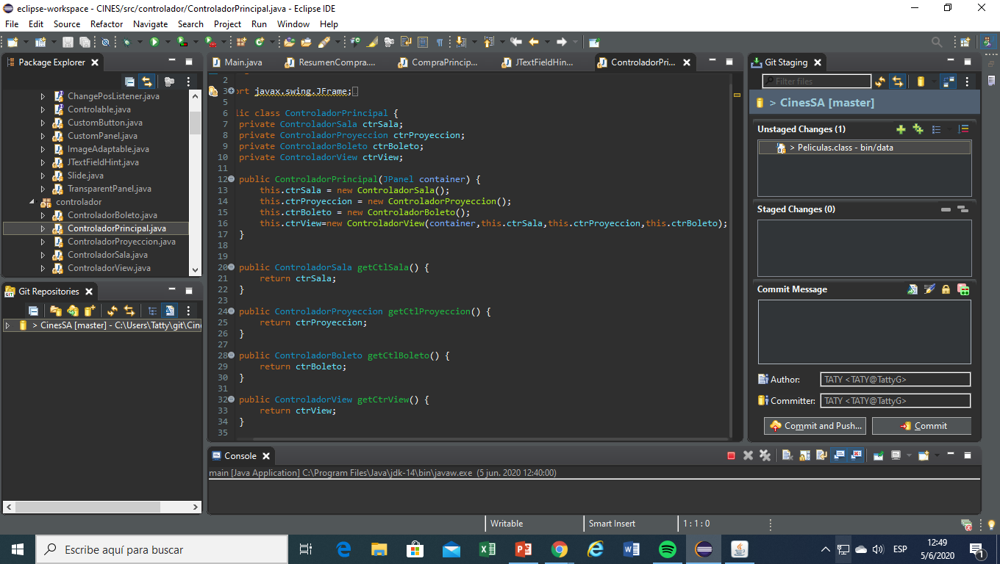 eclipse-workspace - CINES/src/controlador/ControladorPrincipal.java - Eclipse IDE
File Edit Source Refactor Navigate Search Project Run Window Help
Package Explorer
ChangePosListener.java
Controlable.java
CustomButton.java
CustomPanel.java
ImageAdaptable.java
JTextFieldHint.java
Slide.java
TransparentPanel.java
controlador
ControladorBoleto.java
ControladorPrincipal.java
ControladorProyeccion.java
ControladorSala.java
ControladorView.java
Git Repositories
> CinesSA [master] - C:\Users\Tatty\git\Cine
Main.java ResumenCompra.... CompraPrincip... JTextFieldHin... ControladorPri...
2
3 ort javax.swing.JFrame;
5
6 lic class ControladorPrincipal {
7 private ControladorSala ctrSala;
8 private ControladorProyeccion ctrProyeccion;
9 private ControladorBoleto ctrBoleto;
10 private ControladorView ctrView;
11
12 public ControladorPrincipal(JPanel container) {
13 this.ctrSala = new ControladorSala();
14 this.ctrProyeccion = new ControladorProyeccion();
15 this.ctrBoleto = new ControladorBoleto();
16 this.ctrView=new ControladorView(container,this.ctrSala,this.ctrProyeccion,this.ctrBoleto);
17 }
18
19
20 public ControladorSala getCtlSala() {
21 return ctrSala;
22 }
23
24 public ControladorProyeccion getCtlProyeccion() {
25 return ctrProyeccion;
26 }
27
28 public ControladorBoleto getCtlBoleto() {
29 return ctrBoleto;
30 }
31
32 public ControladorView getCtrView() {
33 return ctrView;
34 }
35
Git Staging
Filter files
> CinesSA [master]
Unstaged Changes (1)
> Peliculas.class - bin/data
Staged Changes (0)
Commit Message
Author: TATY <TATY@TattyG>
Committer: TATY <TATY@TattyG>
Commit and Push... Commit
Console
main [Java Application] C:\Program Files\Java\jdk-14\bin\javaw.exe (5 jun. 2020 12:40:00)
Writable Smart Insert 1 : 1 : 0
Escribe aquí para buscar
ESP
12:49
5/6/2020
1